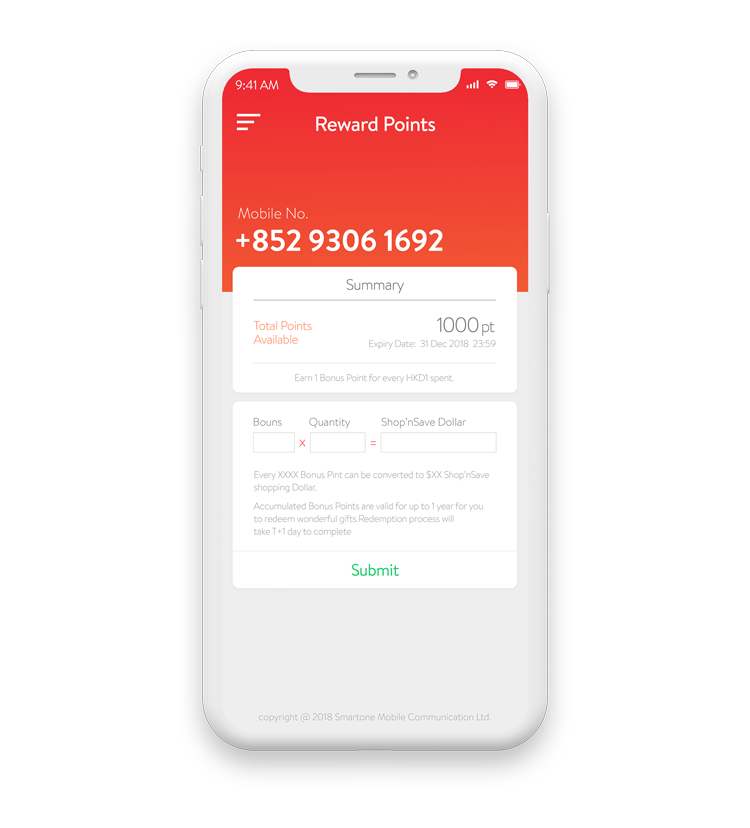 9:41 AM
Reward Points
Mobile No.
+852 9306 1692
Summary
Total Points
Available
1000 pt
Expiry Date: 31 Dec 2018 23:59
Earn 1 Bonus Point for every HKD1 spent.
Bouns Quantity Shop'nSave Dollar
x =
Every XXXX Bonus Pint can be converted to $XX Shop'nSave
shopping Dollar.
Accumulated Bonus Points are valid for up to 1 year for you
to redeem wonderful gifts.Redemption process will
take T+1 day to complete
Submit
copyright @ 2018 Smartone Mobile Communication Ltd.